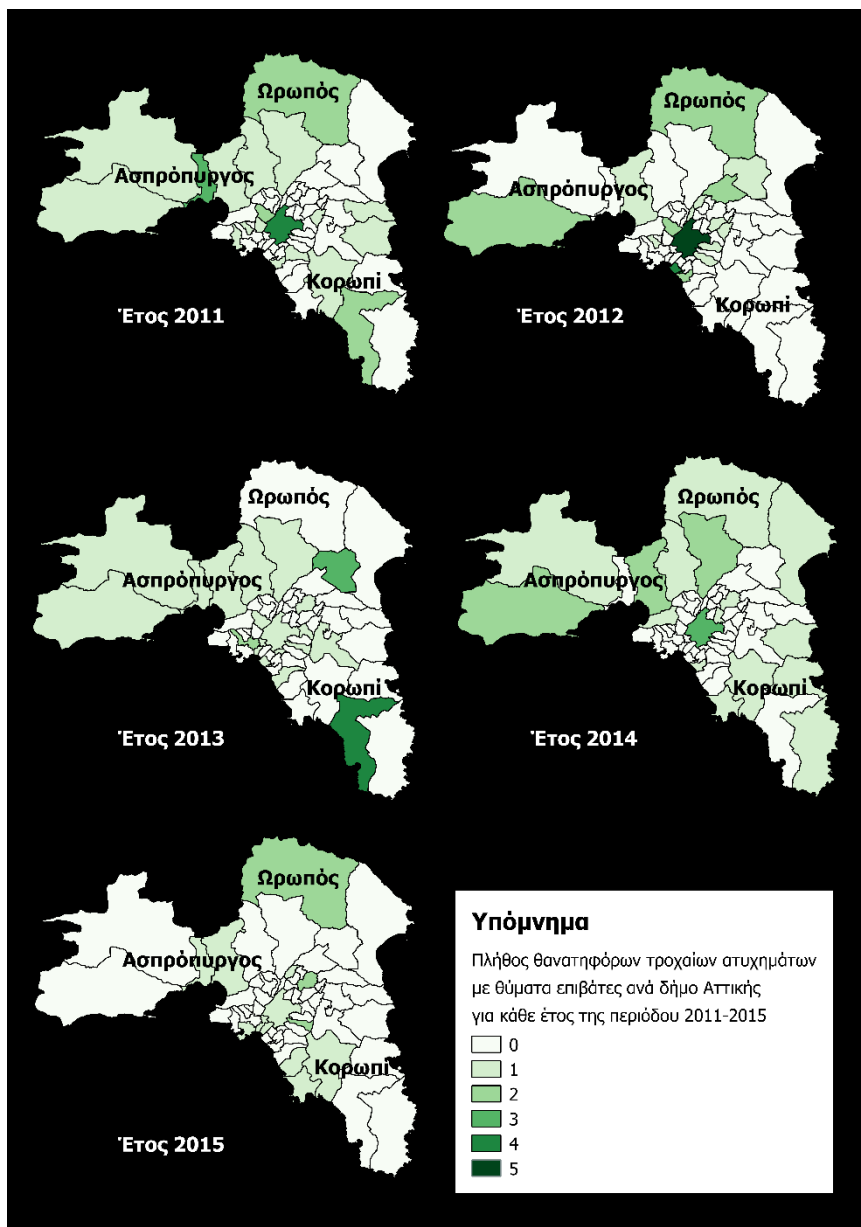 Ωρωπός
Ασπρόπυργος
Κορωπί
Έτος 2011
Ωρωπός
Ασπρόπυργος
Κορωπί
Έτος 2012
Ωρωπός
Ασπρόπυργος
Κορωπί
Έτος 2013
Ωρωπός
Ασπρόπυργος
Κορωπί
Έτος 2014
Ωρωπός
Ασπρόπυργος
Κορωπί
Έτος 2015
Υπόμνημα
Πλήθος θανατηφόρων τροχαίων ατυχημάτων
με θύματα επιβάτες ανά δήμο Αττικής
για κάθε έτος της περιόδου 2011-2015
0
1
2
3
4
5